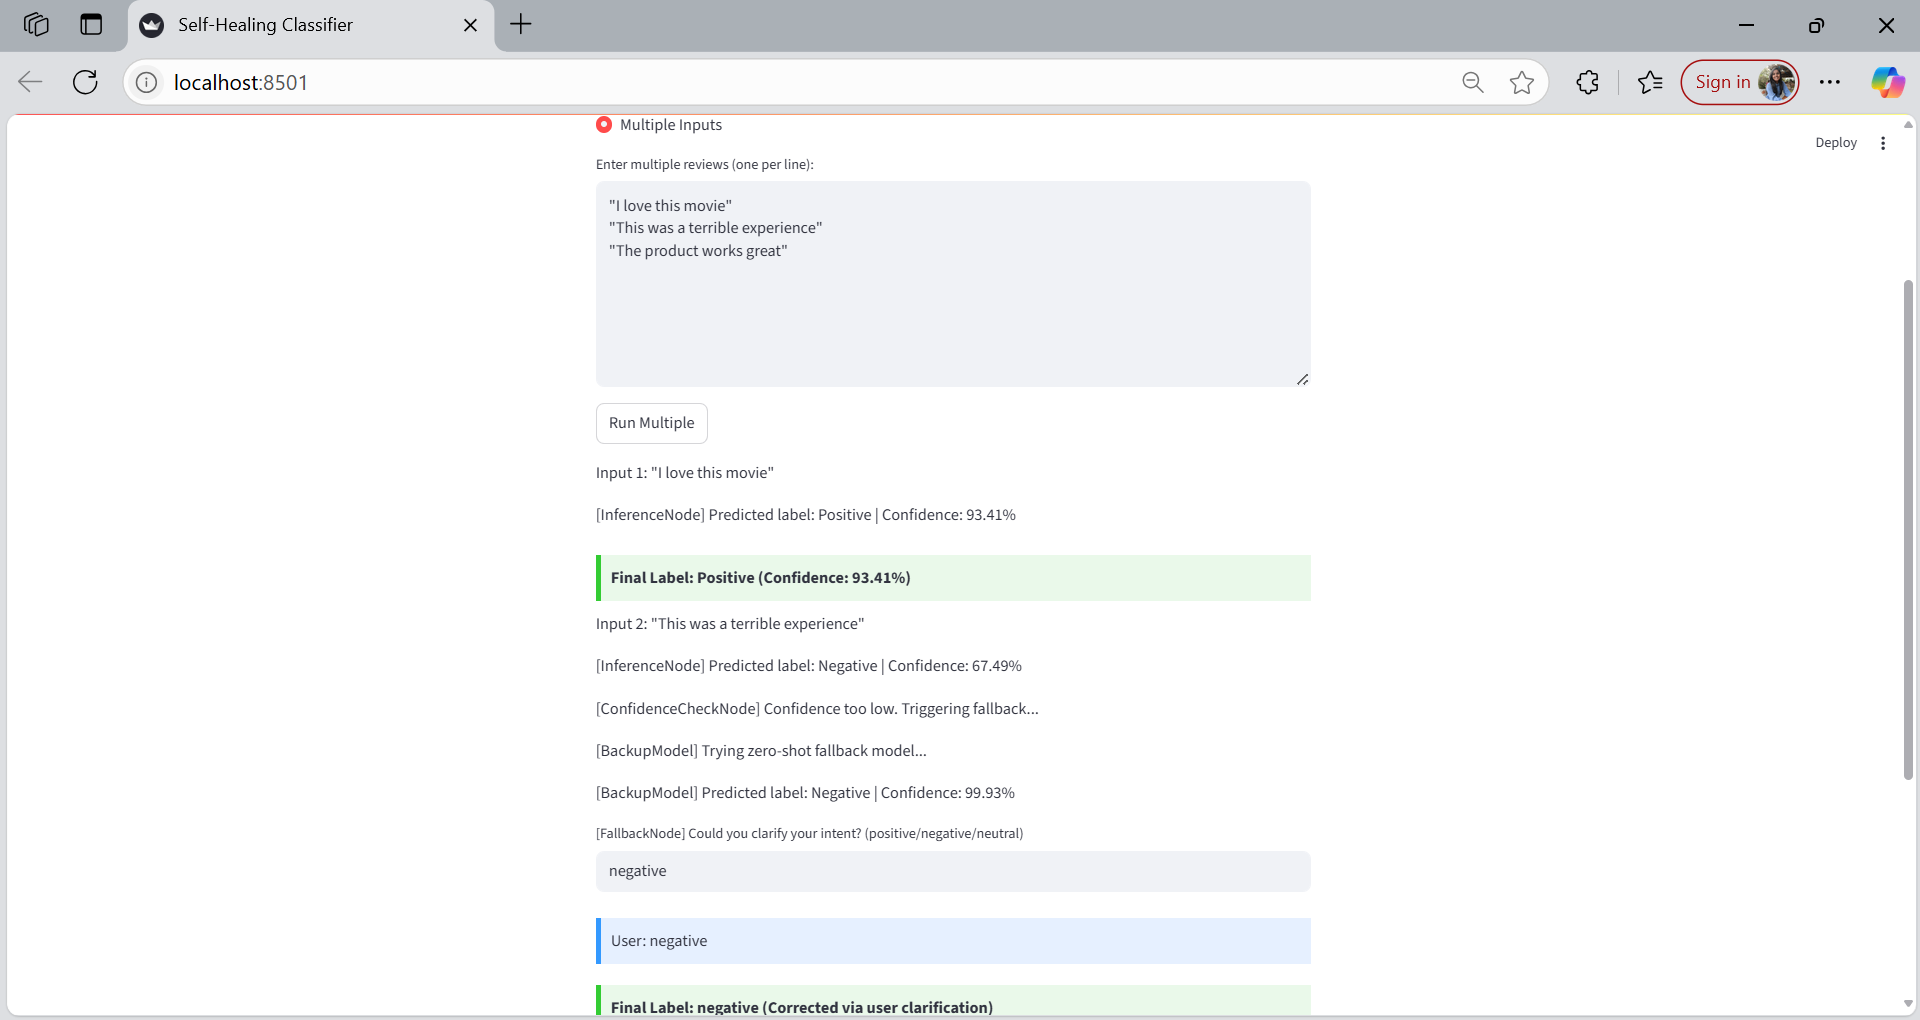 Self-Healing Classifier
localhost:8501
Sign in
Deploy
Multiple Inputs
Enter multiple reviews (one per line):
"I love this movie"
"This was a terrible experience"
"The product works great"
Run Multiple
Input 1: "I love this movie"
[InferenceNode] Predicted label: Positive | Confidence: 93.41%
Final Label: Positive (Confidence: 93.41%)
Input 2: "This was a terrible experience"
[InferenceNode] Predicted label: Negative | Confidence: 67.49%
[ConfidenceCheckNode] Confidence too low. Triggering fallback...
[BackupModel] Trying zero-shot fallback model...
[BackupModel] Predicted label: Negative | Confidence: 99.93%
[FallbackNode] Could you clarify your intent? (positive/negative/neutral)
negative
User: negative
Final Label: negative (Corrected via user clarification)